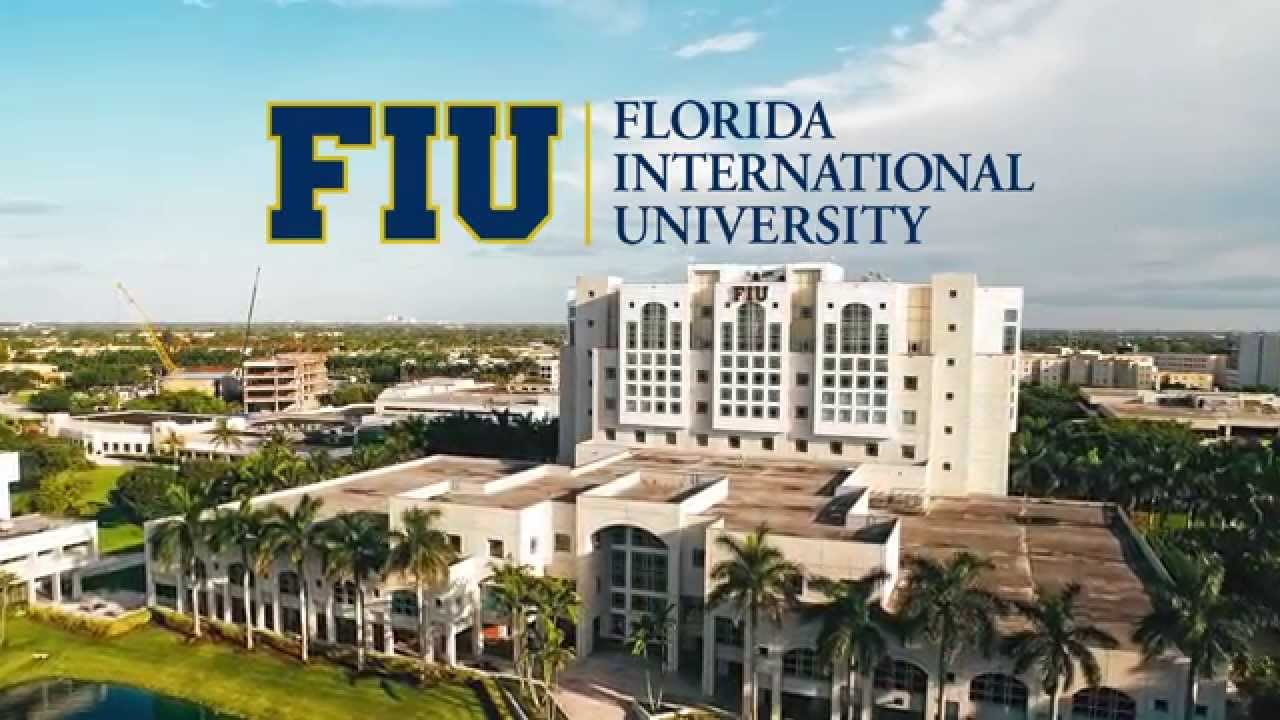 FIU
FLORIDA
INTERNATIONAL
UNIVERSITY
FIU